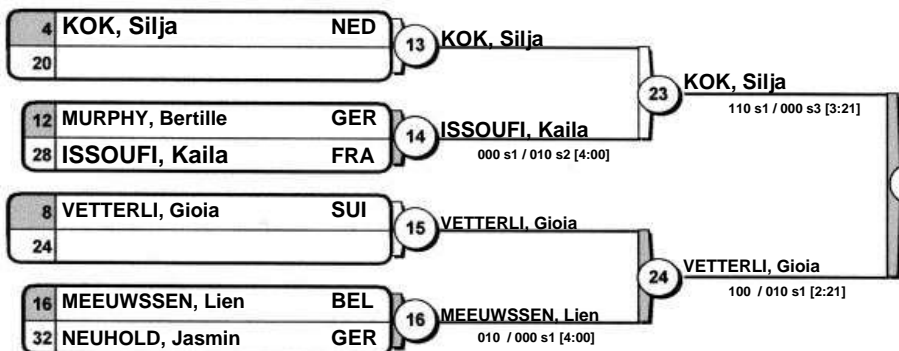 4 KOK, Silja NED
20
13 KOK, Silja
12 MURPHY, Bertille GER
28 ISSOUFI, Kaila FRA
14 ISSOUFI, Kaila
000 s1 / 010 s2 [4:00]
23 KOK, Silja
110 s1 / 000 s3 [3:21]
8 VETTERLI, Gioia SUI
24
15 VETTERLI, Gioia
16 MEEUWSSEN, Lien BEL
32 NEUHOLD, Jasmin GER
16 MEEUWSSEN, Lien
010 / 000 s1 [4:00]
24 VETTERLI, Gioia
100 / 010 s1 [2:21]